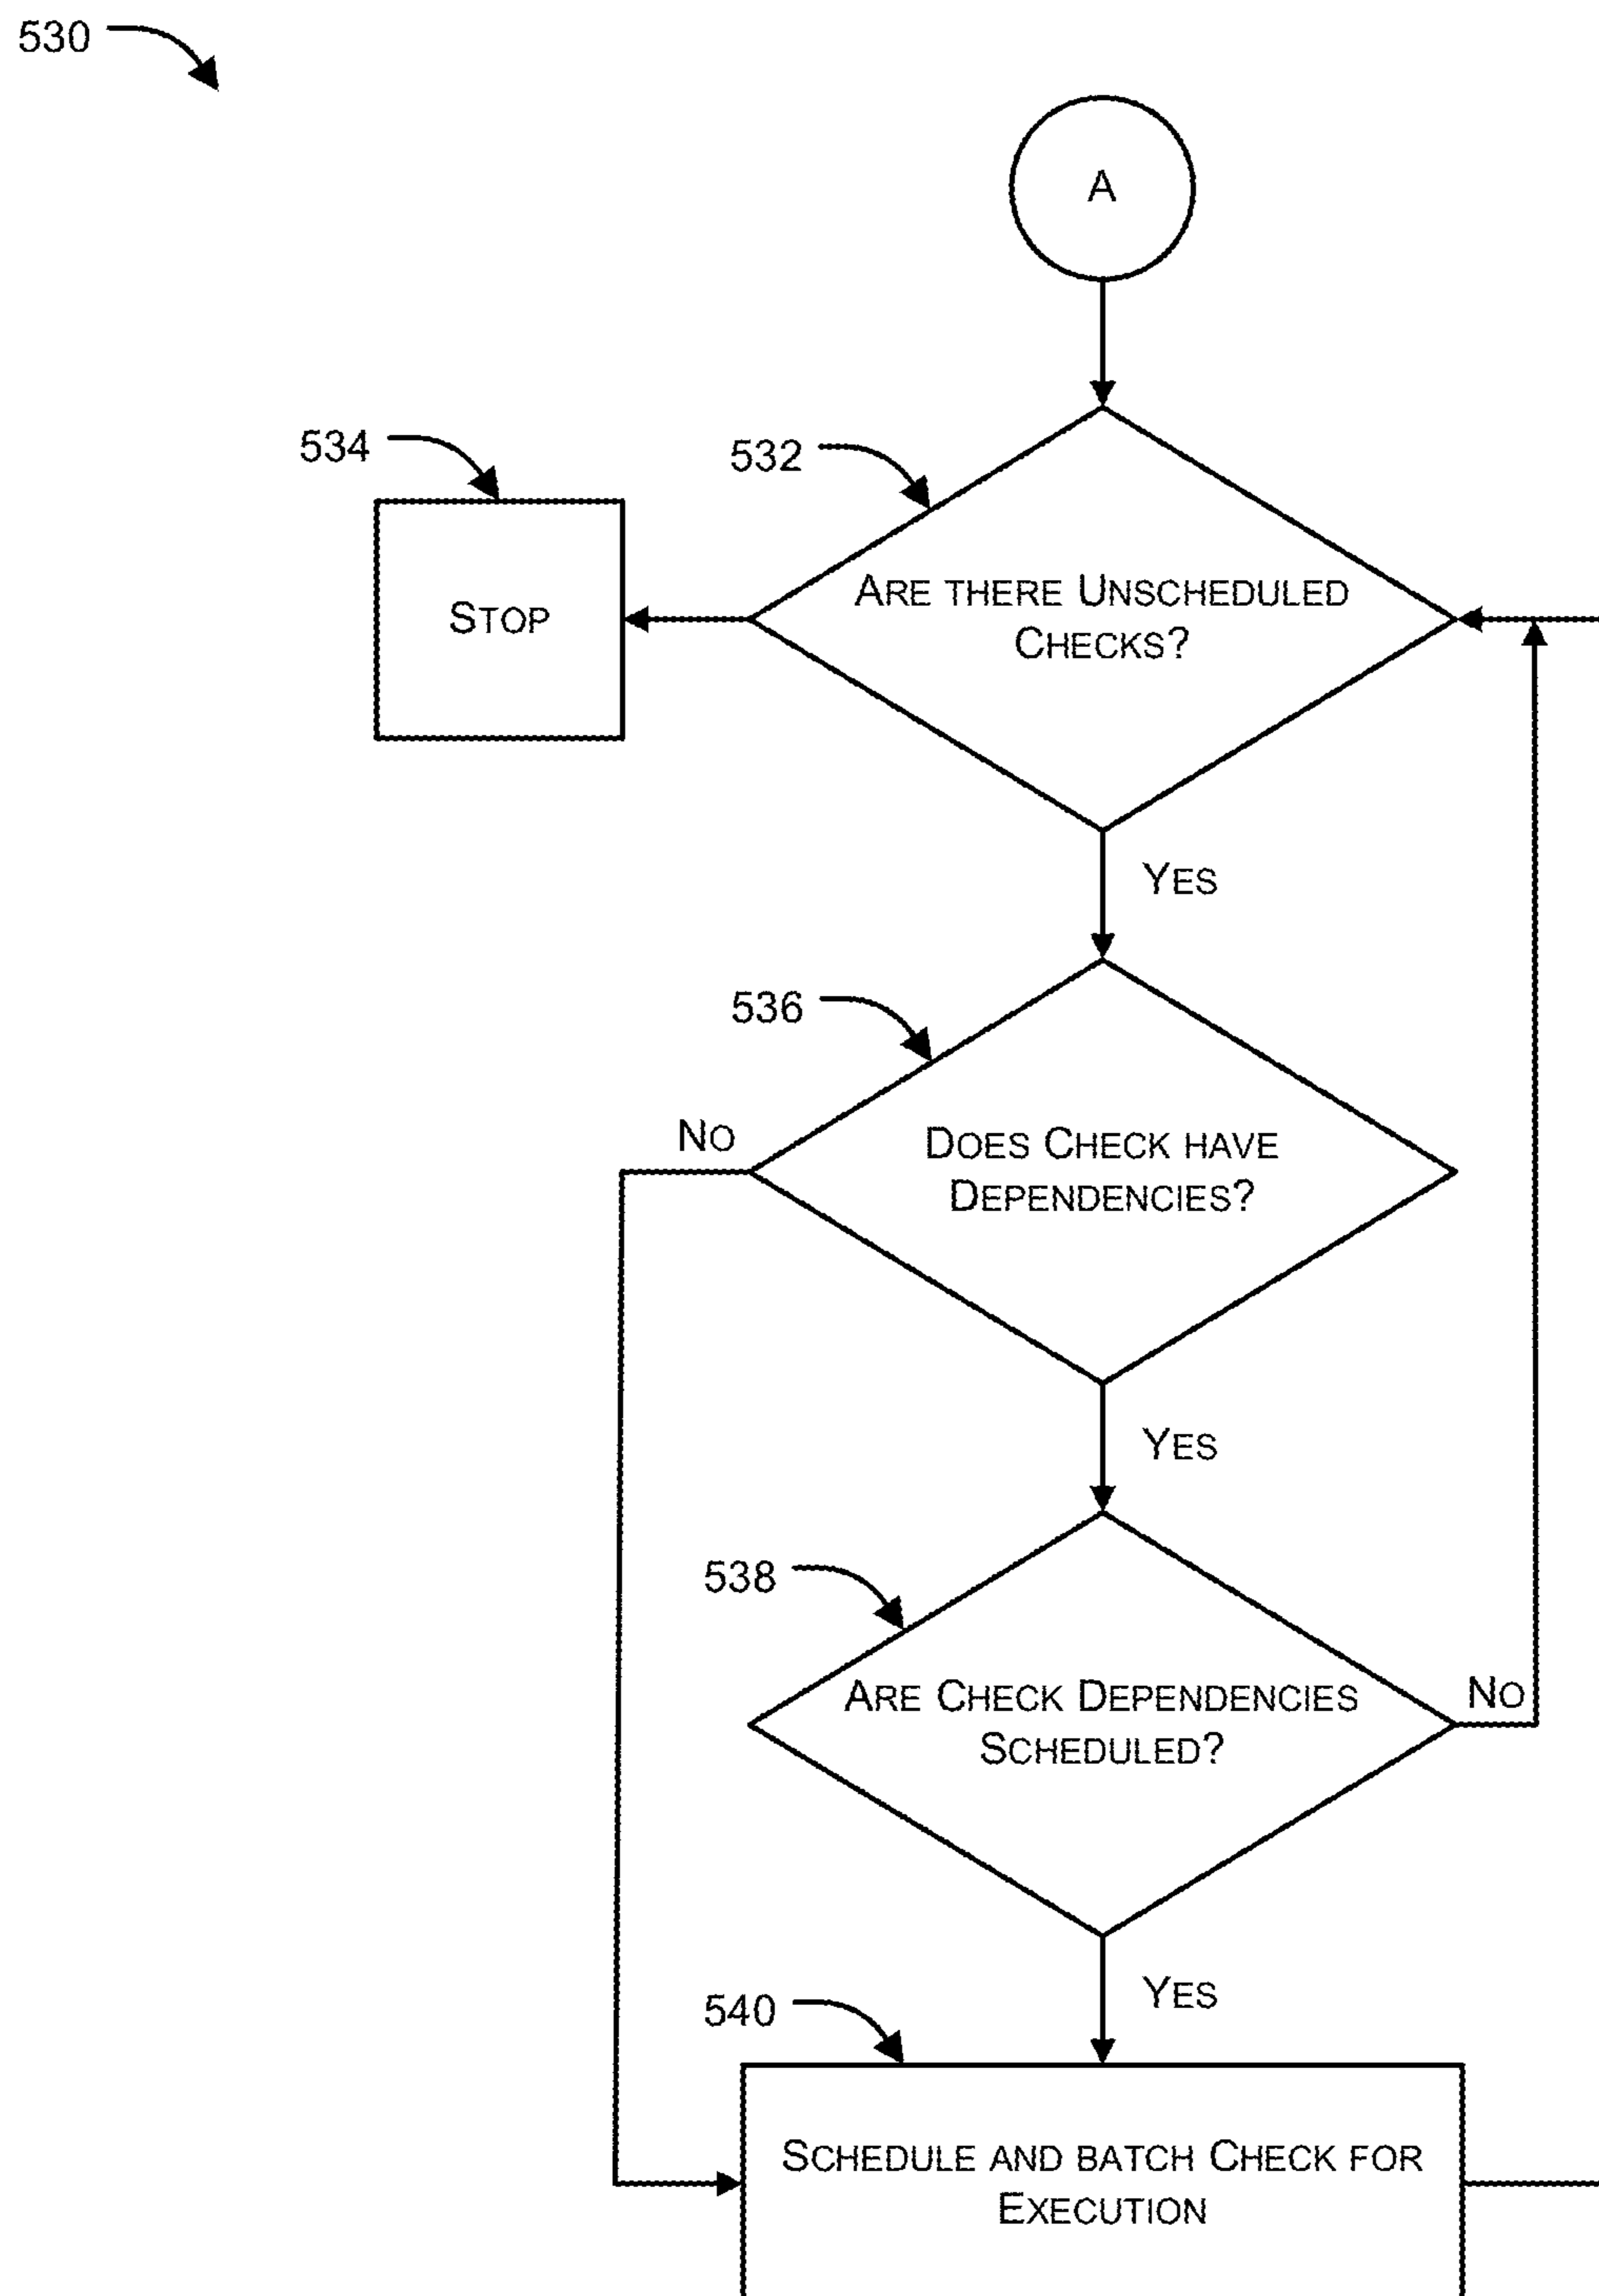 530
A
534
532
STOP
ARE THERE UNSCHEDULED
CHECKS?
YES
536
NO
DOES CHECK HAVE
DEPENDENCIES?
YES
538
ARE CHECK DEPENDENCIES
SCHEDULED?
NO
YES
540
SCHEDULE AND BATCH CHECK FOR
EXECUTION